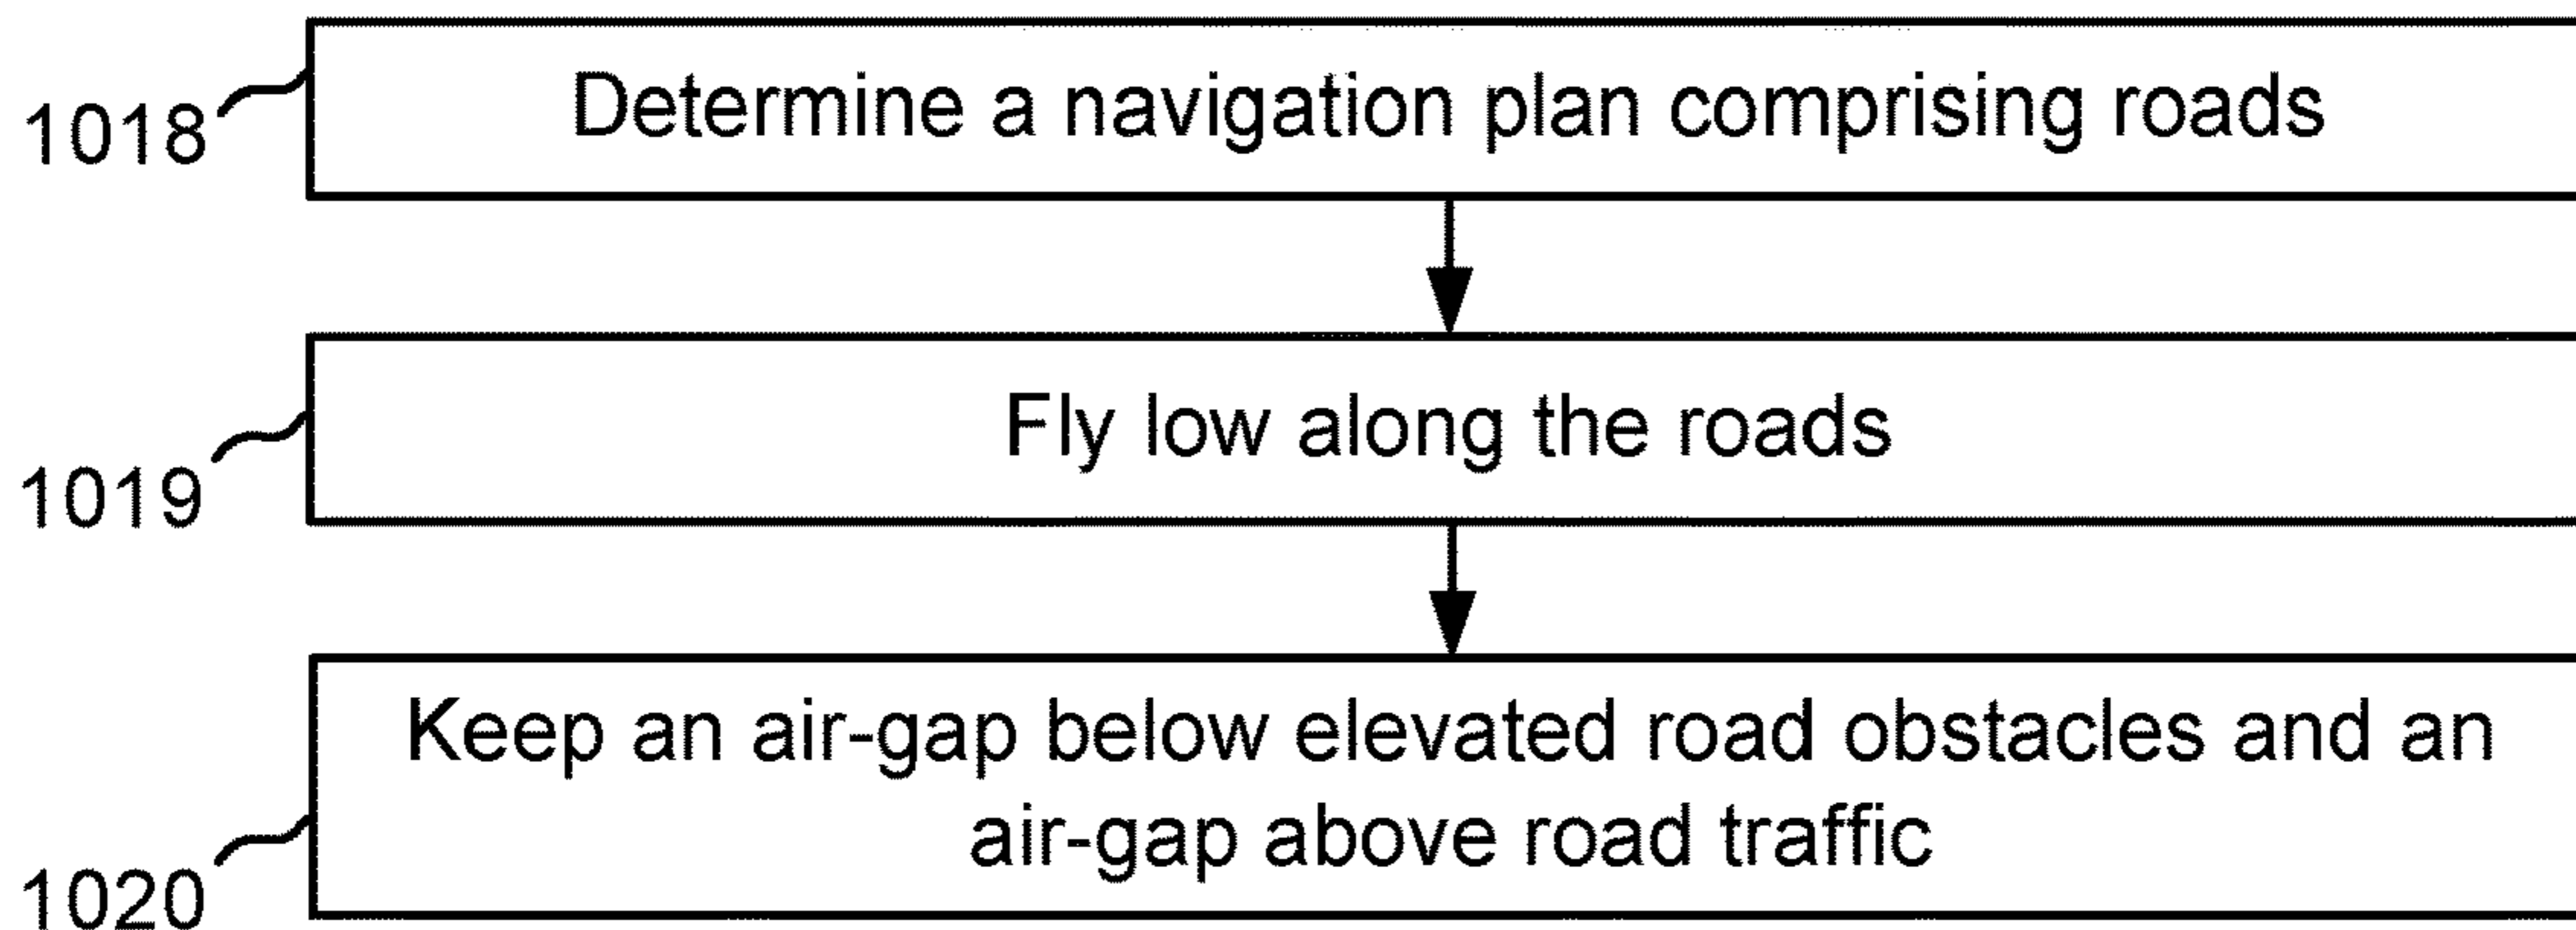 Determine a navigation plan comprising roads
1018
Fly low along the roads
1019
Keep an air-gap below elevated road obstacles and an
air-gap above road traffic
1020